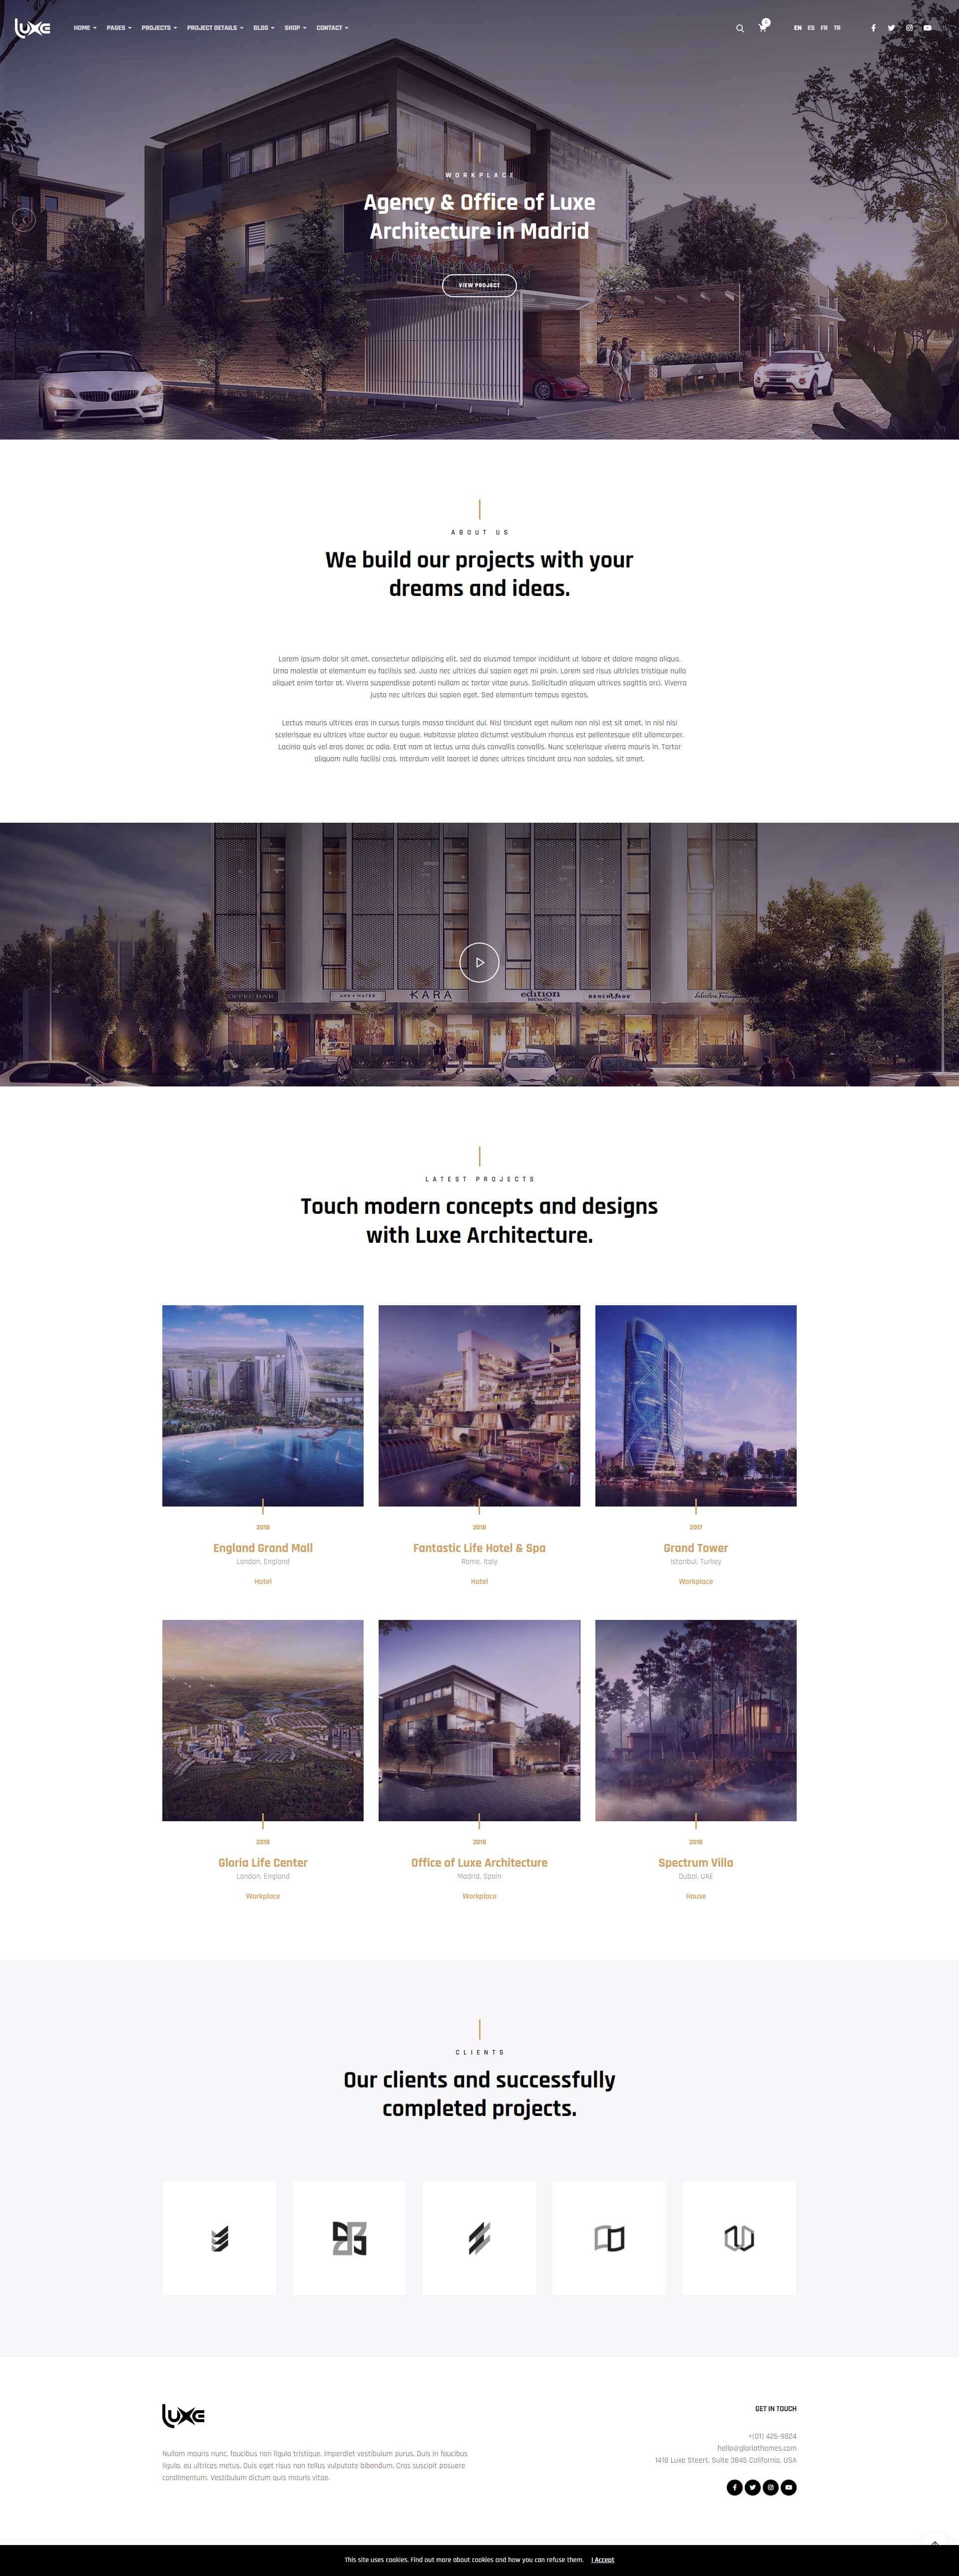 LUXE
HOME PAGES PROJECTS PROJECT DETAILS BLOG SHOP CONTACT
0
EN ES FR TR
WORKPLACE
Agency & Office of Luxe
Architecture in Madrid
VIEW PROJECT
ABOUT US
We build our projects with your
dreams and ideas.
Lorem ipsum dolor sit amet, consectetur adipiscing elit, sed do eiusmod tempor incididunt ut labore et dolore magna aliqua.
Urna molestie at elementum eu facilisis sed. Justo nec ultrices dui sapien eget mi proin. Lorem sed risus ultricies tristique nulla
aliquet enim tortor at. Viverra suspendisse potenti nullam ac tortor vitae purus. Sollicitudin aliquam ultrices sagittis orci. Viverra
justo nec ultrices dui sapien eget. Sed elementum tempus egestas.
Lectus mauris ultrices eros in cursus turpis massa tincidunt dui. Nisl tincidunt eget nullam non nisi est sit amet. In nisl nisi
scelerisque eu ultrices vitae auctor eu augue. Habitasse platea dictumst vestibulum rhoncus est pellentesque elit ullamcorper.
Lacinia quis vel eros donec ac odio. Erat nam at lectus urna duis convallis convallis. Nunc scelerisque viverra mauris in. Tortor
aliquam nulla facilisi cras. Interdum velit laoreet id donec ultrices tincidunt arcu non sodales, sit amet.
OFFEE BAR
KARA
edition
LATEST PROJECTS
Touch modern concepts and designs
with Luxe Architecture.
2018
England Grand Mall
London, England
Hotel
2018
Fantastic Life Hotel & Spa
Rome, Italy
Hotel
2017
Grand Tower
Istanbul, Turkey
Workplace
2019
Gloria Life Center
London, England
Workplace
2018
Office of Luxe Architecture
Madrid, Spain
Workplace
2018
Spectrum Villa
Dubai, UAE
House
CLIENTS
Our clients and successfully
completed projects.
LUXE
Nullam mauris nunc, faucibus non ligula tristique, imperdiet vestibulum purus. Duis in faucibus
ligula, eu ultrices metus. Duis eget risus non tellus vulputate bibendum. Cras suscipit posuere
condimentum. Vestibulum dictum quis mauris vitae.
GET IN TOUCH
+(01) 426-9824
hello@gloriathemes.com
1418 Luxe Steert, Suite 3845 California, USA
This site uses cookies. Find out more about cookies and how you can refuse them. I Accept